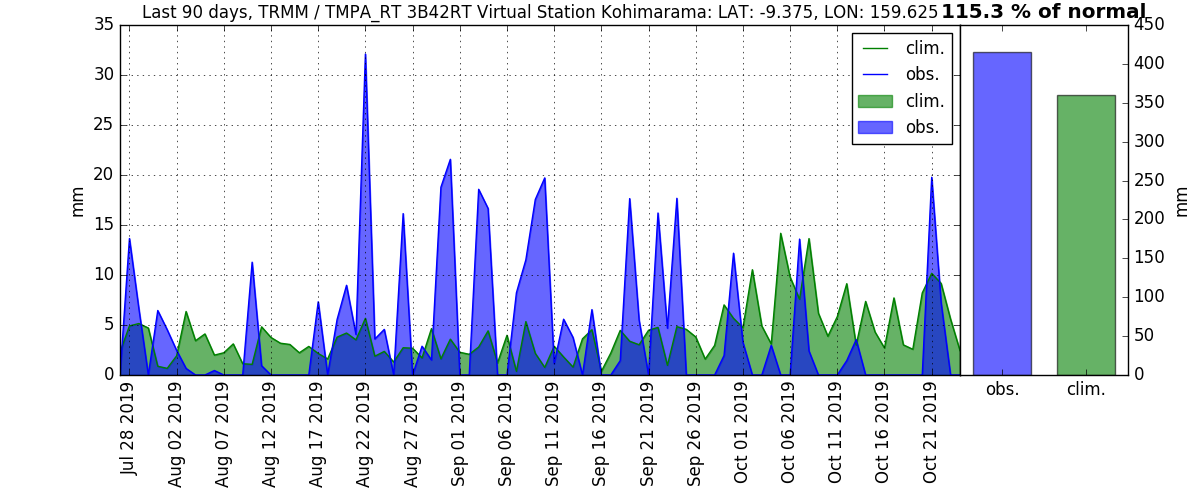 Last 90 days, TRMM / TMPA_RT 3B42RT Virtual Station Kohimarama: LAT: -9.375, LON: 159.625 115.3 % of normal
35
30
25
20
15
10
5
0
mm
clim.
obs.
clim.
obs.
450
400
350
300
250
200
150
100
50
0
mm
Jul 28 2019
Aug 02 2019
Aug 07 2019
Aug 12 2019
Aug 17 2019
Aug 22 2019
Aug 27 2019
Sep 01 2019
Sep 06 2019
Sep 11 2019
Sep 16 2019
Sep 21 2019
Sep 26 2019
Oct 01 2019
Oct 06 2019
Oct 11 2019
Oct 16 2019
Oct 21 2019
obs.
clim.